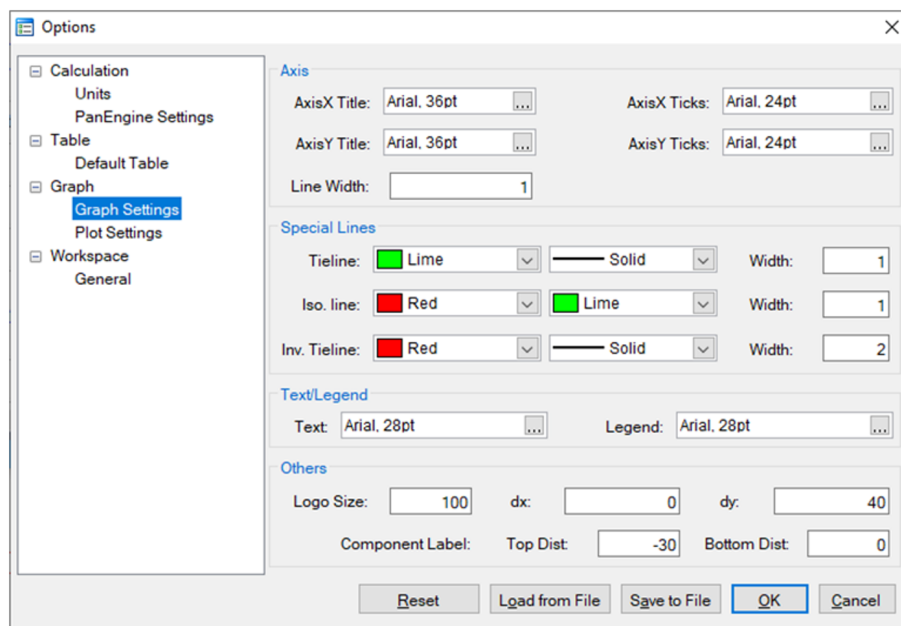 Options
Calculation
Units
PanEngine Settings
Table
Default Table
Graph
Graph Settings
Plot Settings
Workspace
General
Axis
AxisX Title: Arial, 36pt ... AxisX Ticks: Arial, 24pt ...
AxisY Title: Arial, 36pt ... AxisY Ticks: Arial, 24pt ...
Line Width: 1
Special Lines
Tieline: Lime Solid Width: 1
Iso. line: Red Lime Width: 1
Inv. Tieline: Red Solid Width: 2
Text/Legend
Text: Arial, 28pt ... Legend: Arial, 28pt ...
Others
Logo Size: 100 dx: 0 dy: 40
Component Label: Top Dist: -30 Bottom Dist: 0
Reset Load from File Save to File OK Cancel